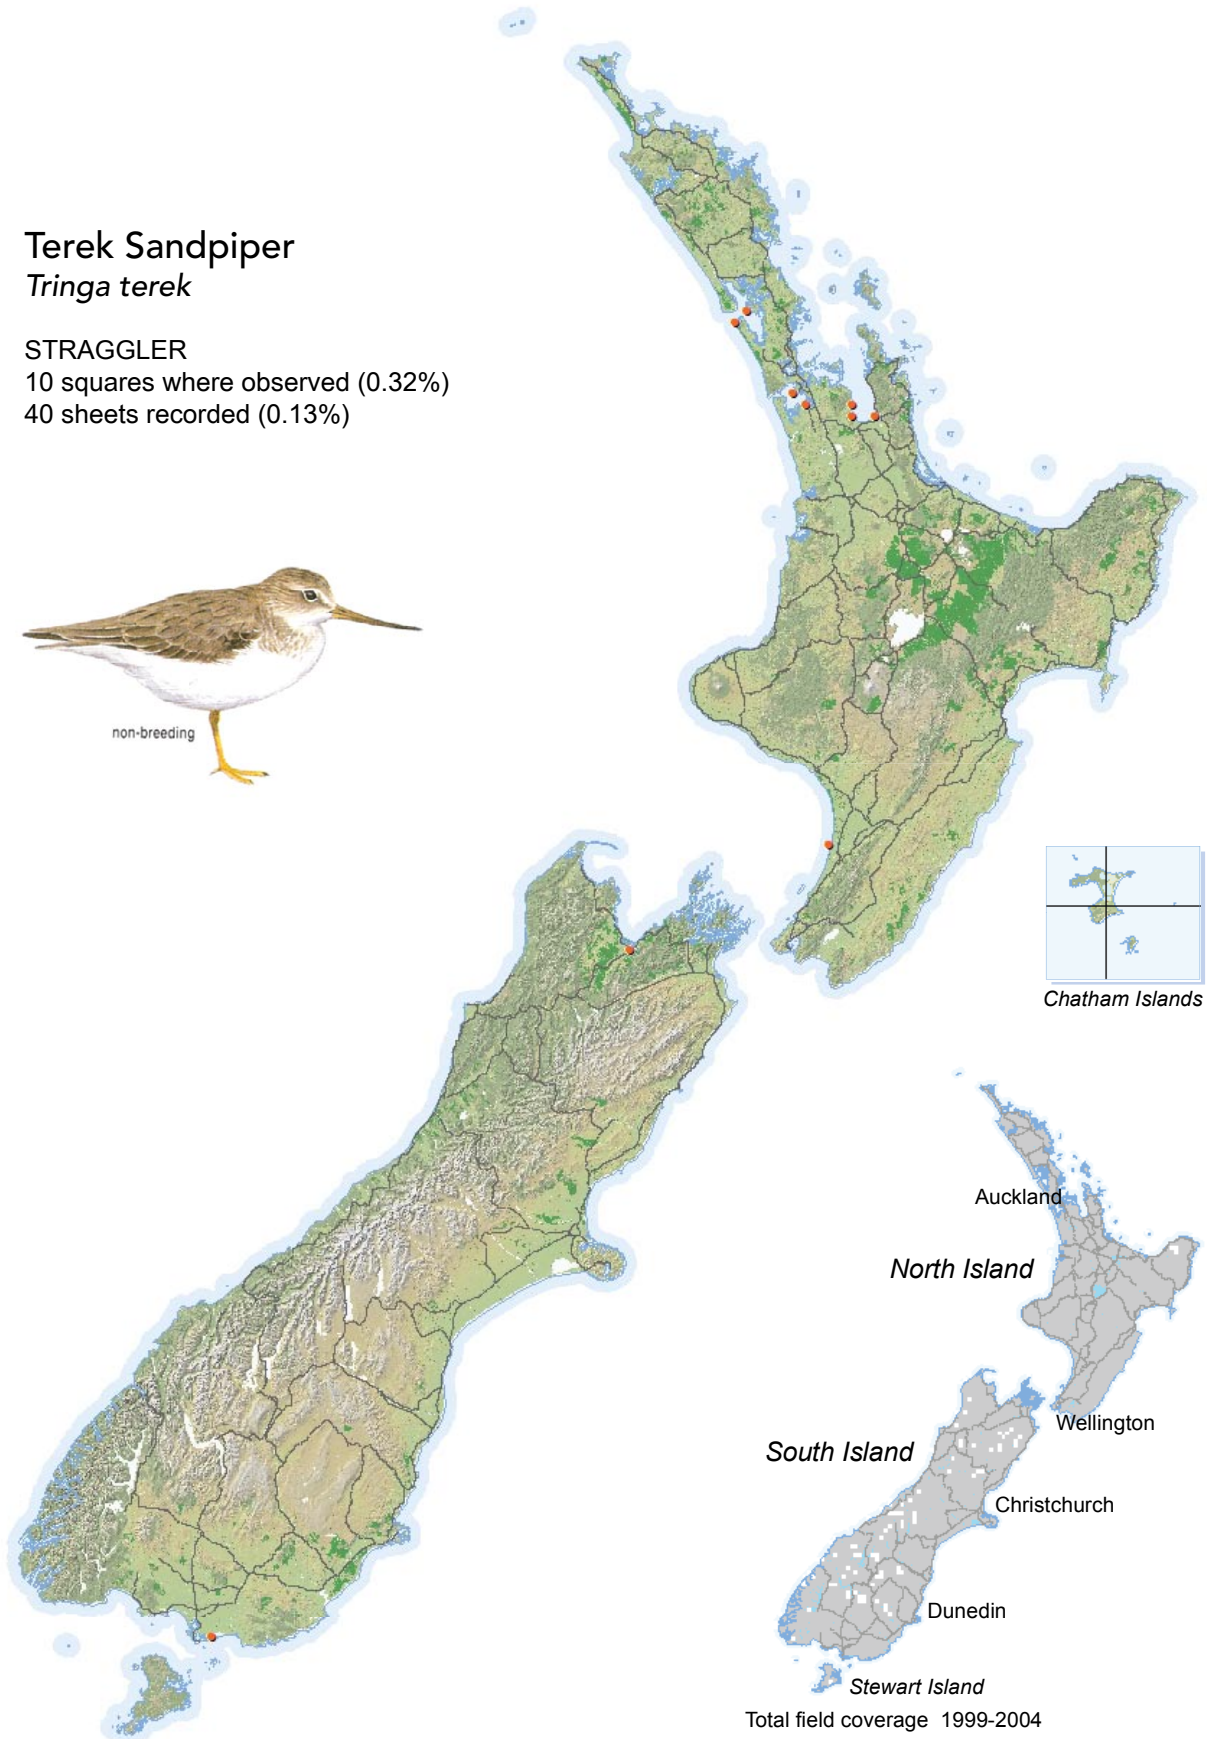 Terek Sandpiper
Tringa terek
STRAGGLER
10 squares where observed (0.32%)
40 sheets recorded (0.13%)
non-breeding
Chatham Islands
Auckland
North Island
Wellington
South Island
Christchurch
Dunedin
Stewart Island
Total field coverage 1999-2004